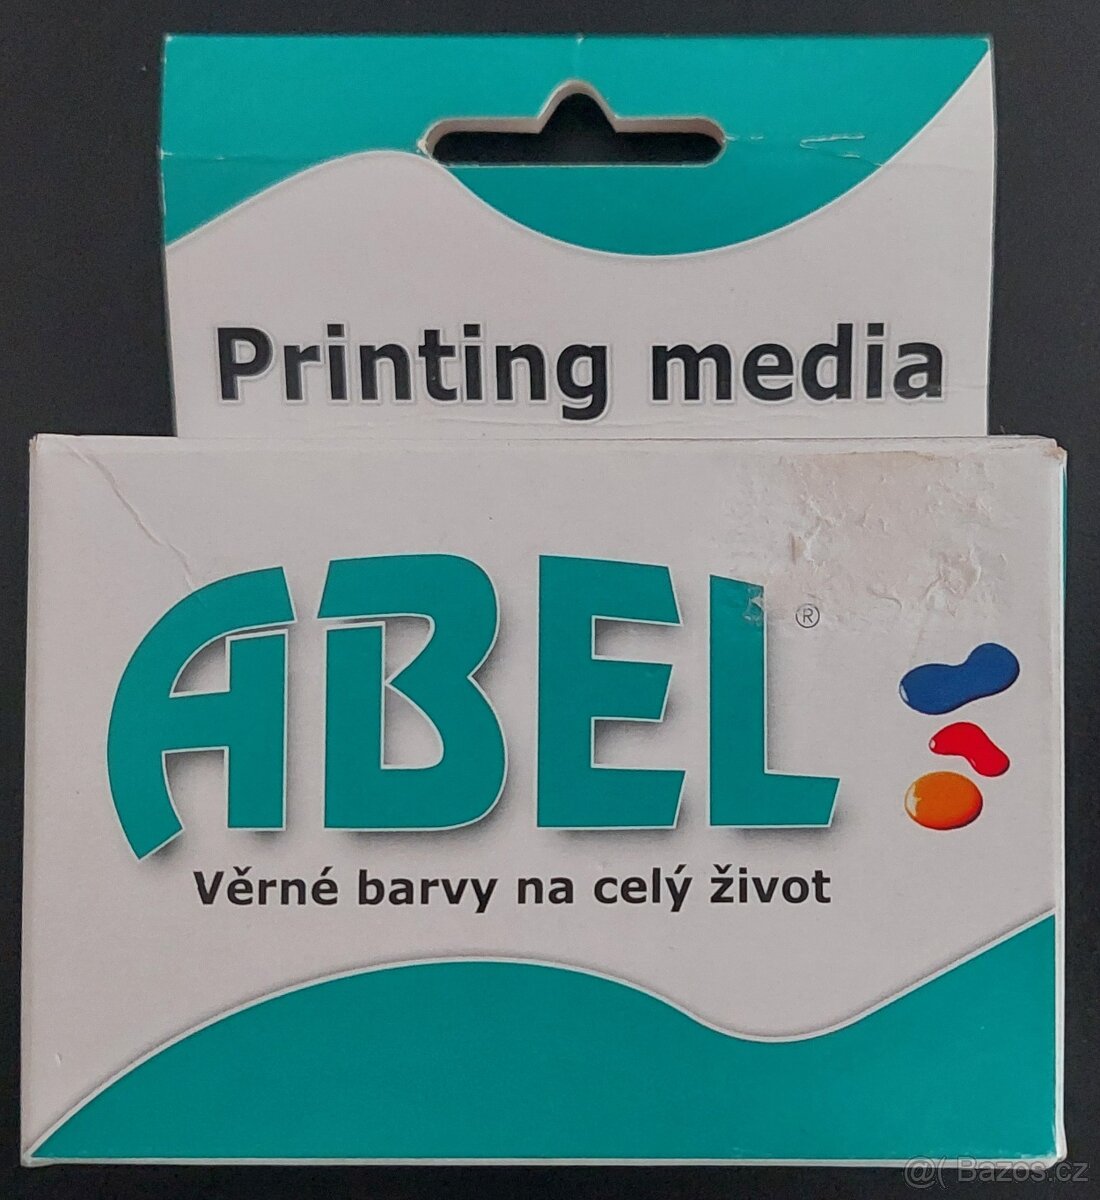 Printing media
ABEL®
Věrné barvy na celý život
@( Bazos.cz